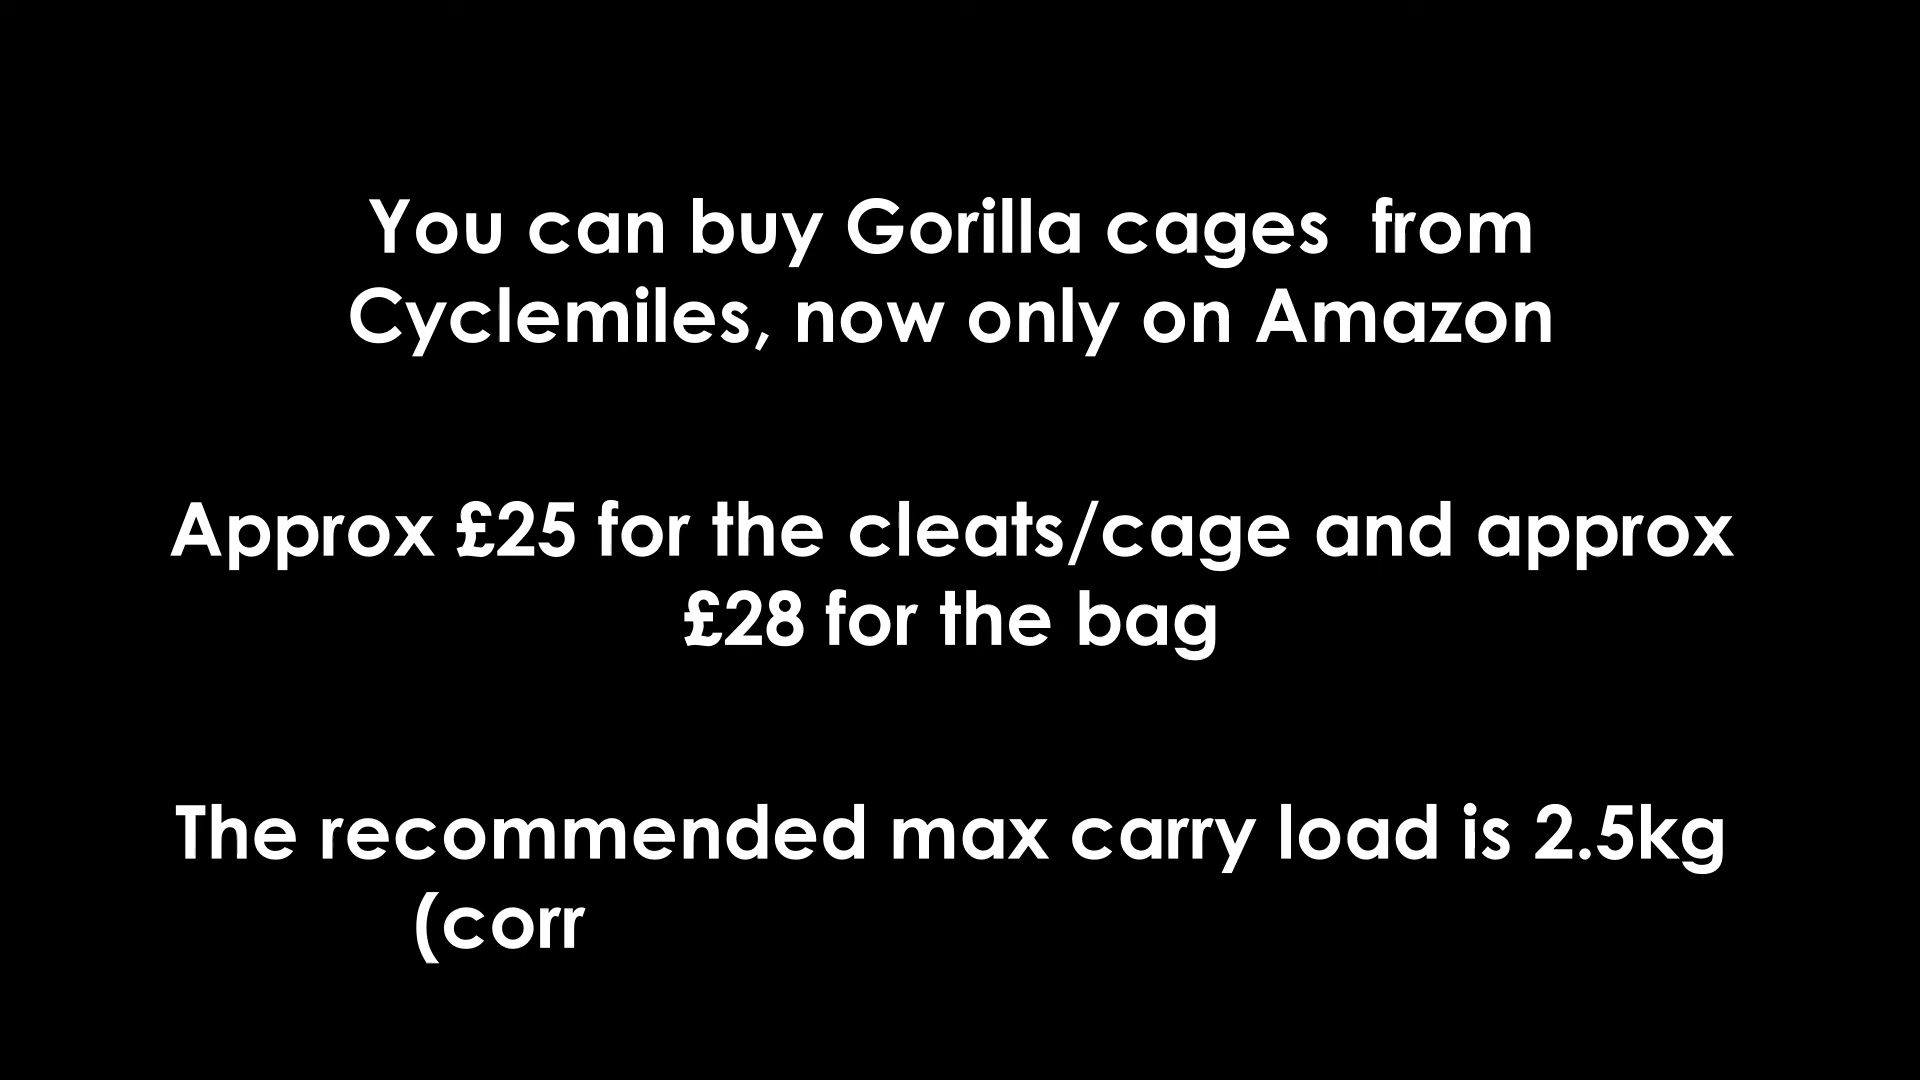 You can buy Gorilla cages  from
Cyclemiles, now only on Amazon
Approx £25 for the cleats/cage and approx
£28 for the bag
The recommended max carry load is 2.5kg
(corr